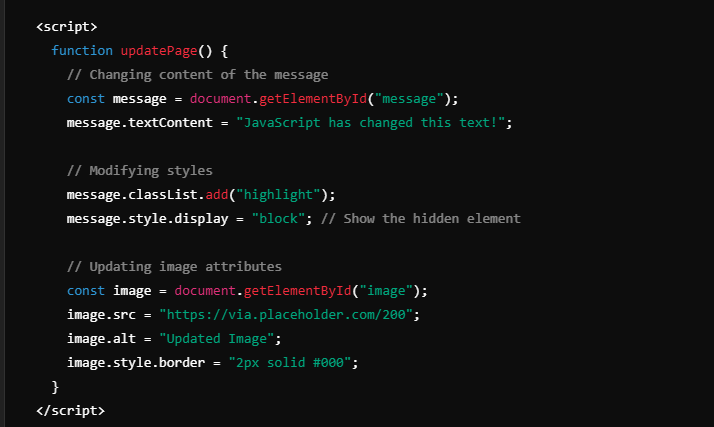 <script>
function updatePage() {
// Changing content of the message
const message = document.getElementById("message");
message.textContent = "JavaScript has changed this text!";
// Modifying styles
message.classList.add("highlight");
message.style.display = "block"; // Show the hidden element
// Updating image attributes
const image = document.getElementById("image");
image.src = "https://via.placeholder.com/200";
image.alt = "Updated Image";
image.style.border = "2px solid #000";
}
</script>